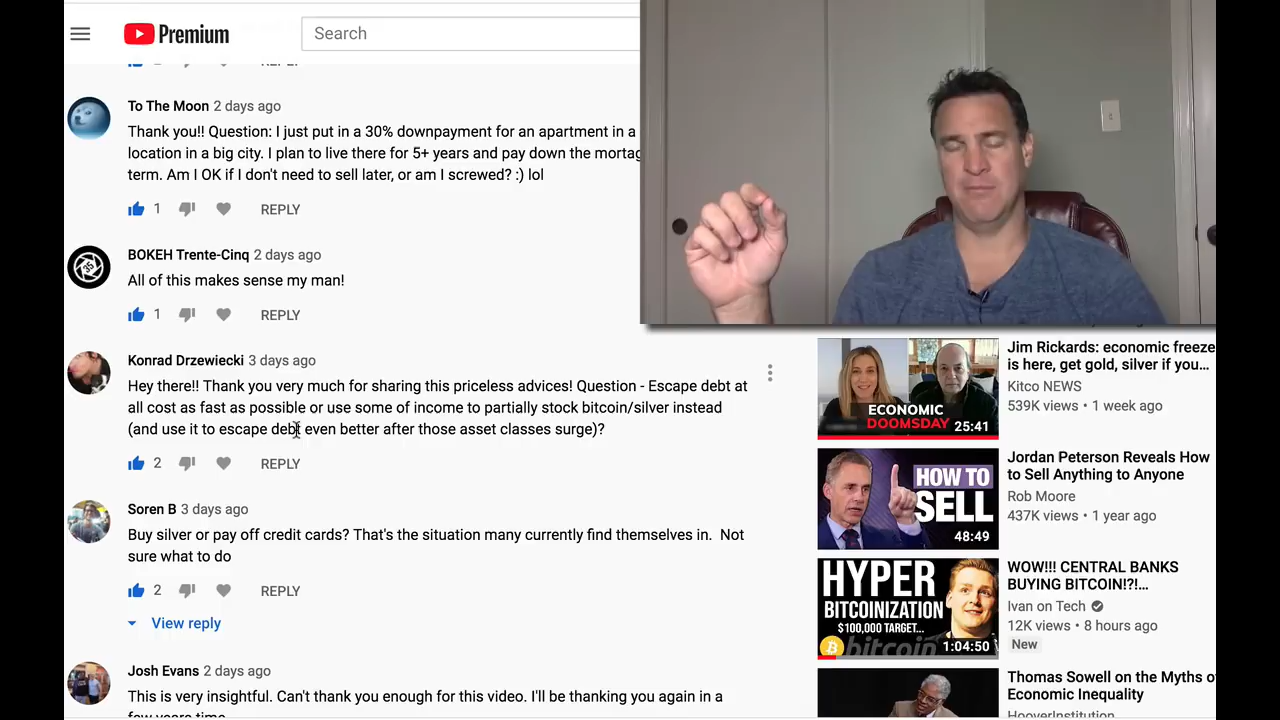 Premium
Search
REPLY
To The Moon 2 days ago
Thank you!! Question: I just put in a 30% downpayment for an apartment in a
location in a big city. I plan to live there for 5+ years and pay down the
term. Am I OK if I don't need to sell later, or am I screwed? :) lol
1 REPLY
BOKEH Trente-Cinq 2 days ago
All of this makes sense my man!
1 REPLY
Konrad Drzewiecki 3 days ago
Hey there!! Thank you very much for sharing this priceless advices! Question - Escape debt at
all cost as fast as possible or use some of income to partially stock bitcoin/silver instead
(and use it to escape debt even better after those asset classes surge)?
2 REPLY
Soren B 3 days ago
Buy silver or pay off credit cards? That's the situation many currently find themselves in. Not
sure what to do
2 REPLY
View reply
Josh Evans 2 days ago
This is very insightful. Can't thank you enough for this video. I'll be thanking you again in a
few years time
ECONOMIC
DOOMSDAY 25:41
Jim Rickards: economic freeze
is here, get gold, silver if you...
Kitco NEWS
539K views • 1 week ago
HOW TO
SELL
48:49
Jordan Peterson Reveals How
to Sell Anything to Anyone
Rob Moore
437K views • 1 year ago
HYPER
BITCOINIZATION
$100,000 TARGET...
bitcoin 1:04:50
WOW!!! CENTRAL BANKS
BUYING BITCOIN!?!...
Ivan on Tech
12K views • 8 hours ago
New
Thomas Sowell on the Myths of
Economic Inequality
HooverInstitution